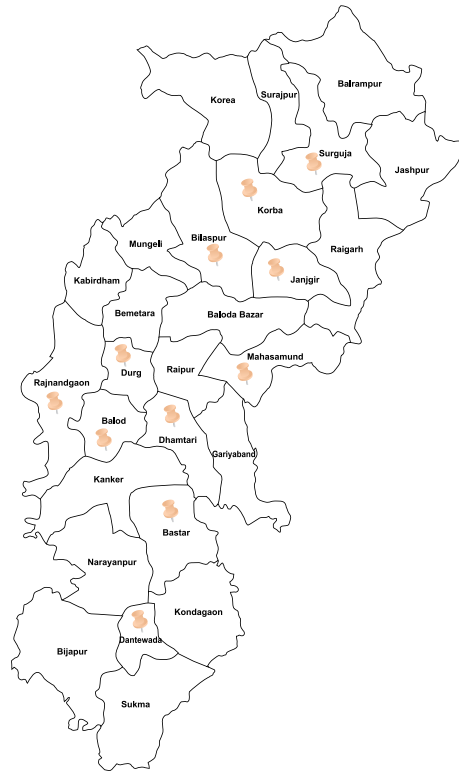 Balrampur
Surajpur
Korea
Surguja
Jashpur
Korba
Bilaspur
Mungeli
Raigarh
Janjgir
Kabirdham
Bemetara
Baloda Bazar
Mahasamund
Durg
Raipur
Rajnandgaon
Balod
Dhamtari
Gariyaband
Kanker
Bastar
Narayanpur
Kondagaon
Dantewada
Bijapur
Sukma